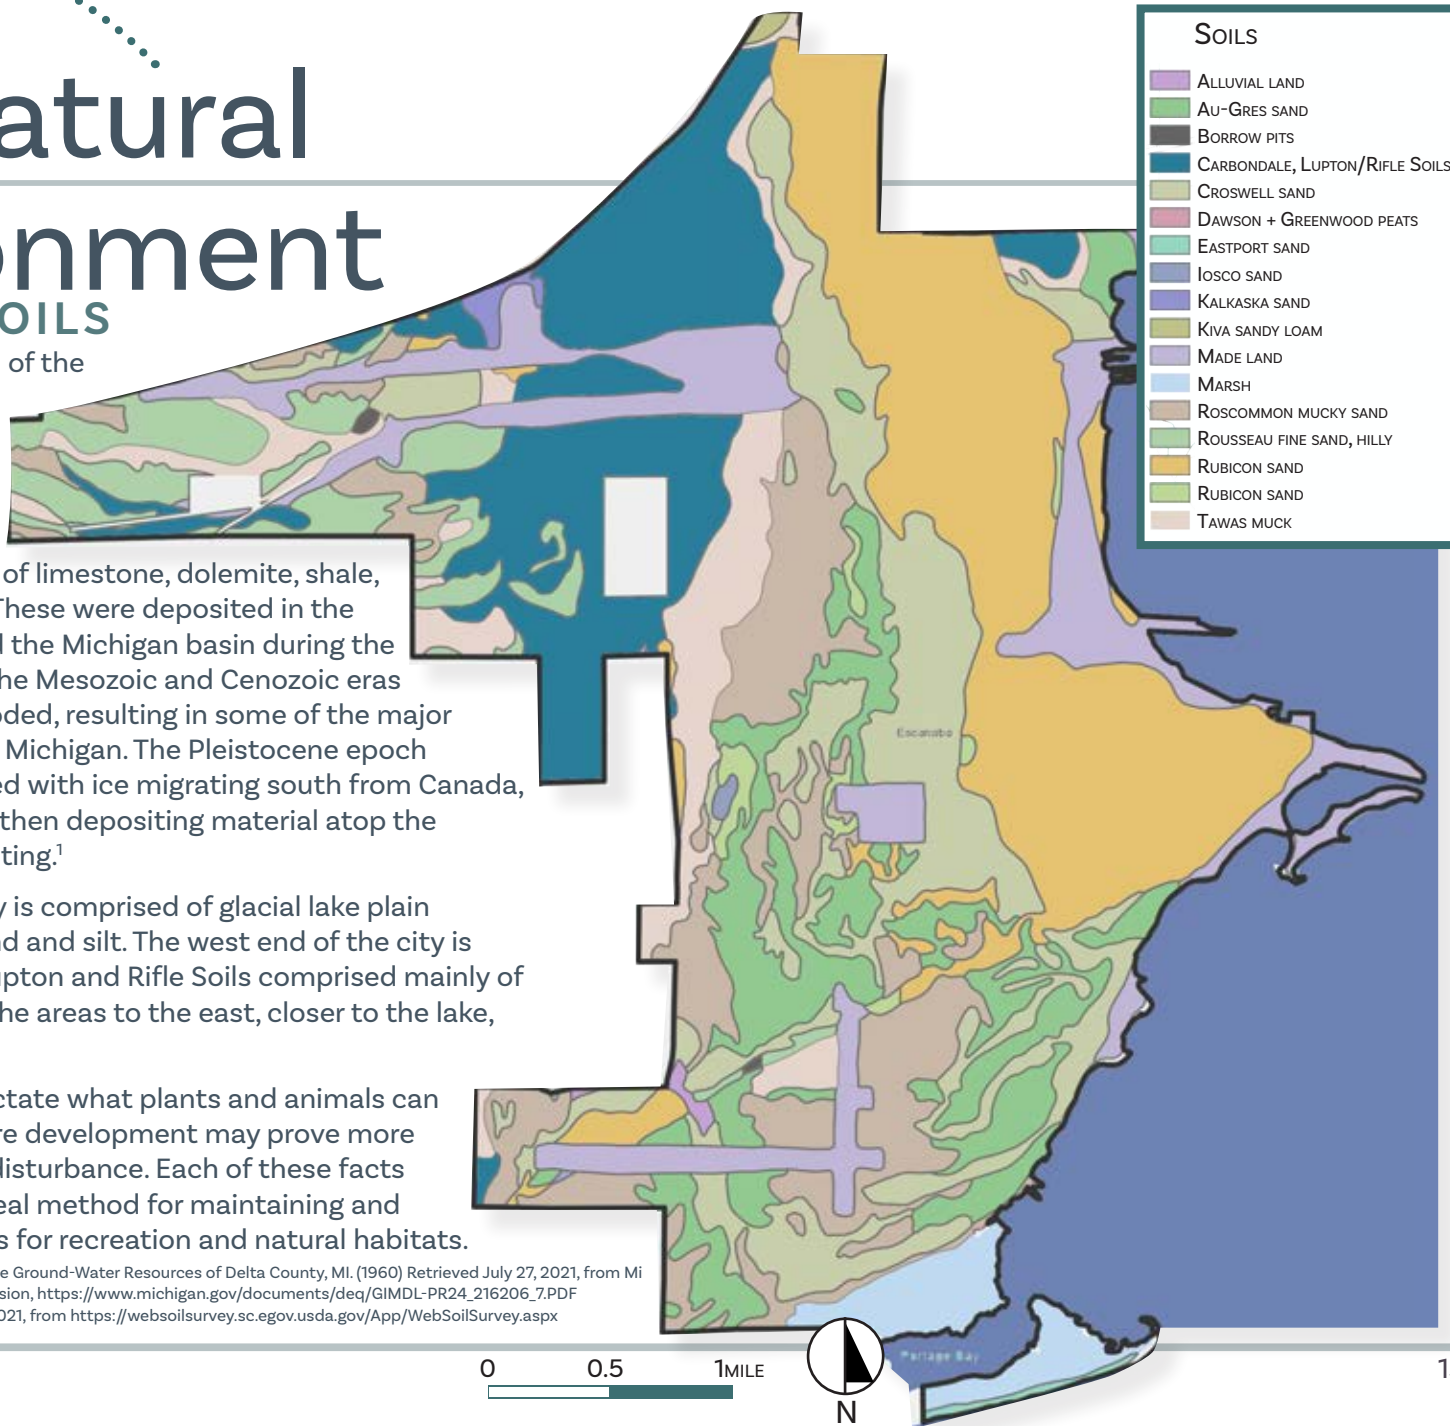 atural
onment
OILS
of the
of limestone, dolemite, shale,
These were deposited in the
the Michigan basin during the
he Mesozoic and Cenozoic eras
ded, resulting in some of the major
Michigan. The Pleistocene epoch
ed with ice migrating south from Canada,
then depositing material atop the
ting.1
y is comprised of glacial lake plain
nd and silt. The west end of the city is
upton and Rifle Soils comprised mainly of
he areas to the east, closer to the lake,
ctate what plants and animals can
re development may prove more
disturbance. Each of these facts
eal method for maintaining and
s for recreation and natural habitats.
e Ground-Water Resources of Delta County, MI. (1960) Retrieved July 27, 2021, from Mi
sion, https://www.michigan.gov/documents/deq/GIMDL-PR24_216206_7.PDF
021, from https://websoilsurvey.sc.egov.usda.gov/App/WebSoilSurvey.aspx
Soils
Alluvial land
Au-Gres sand
Borrow pits
Carbondale, Lupton/Rifle Soils
Croswell sand
Dawson + Greenwood peats
Eastport sand
Iosco sand
Kalkaska sand
Kiva sandy loam
Made land
Marsh
Roscommon mucky sand
Rousseau fine sand, hilly
Rubicon sand
Rubicon sand
Tawas muck
Escanaba
Portage Bay
0 0.5 1mile
N
1